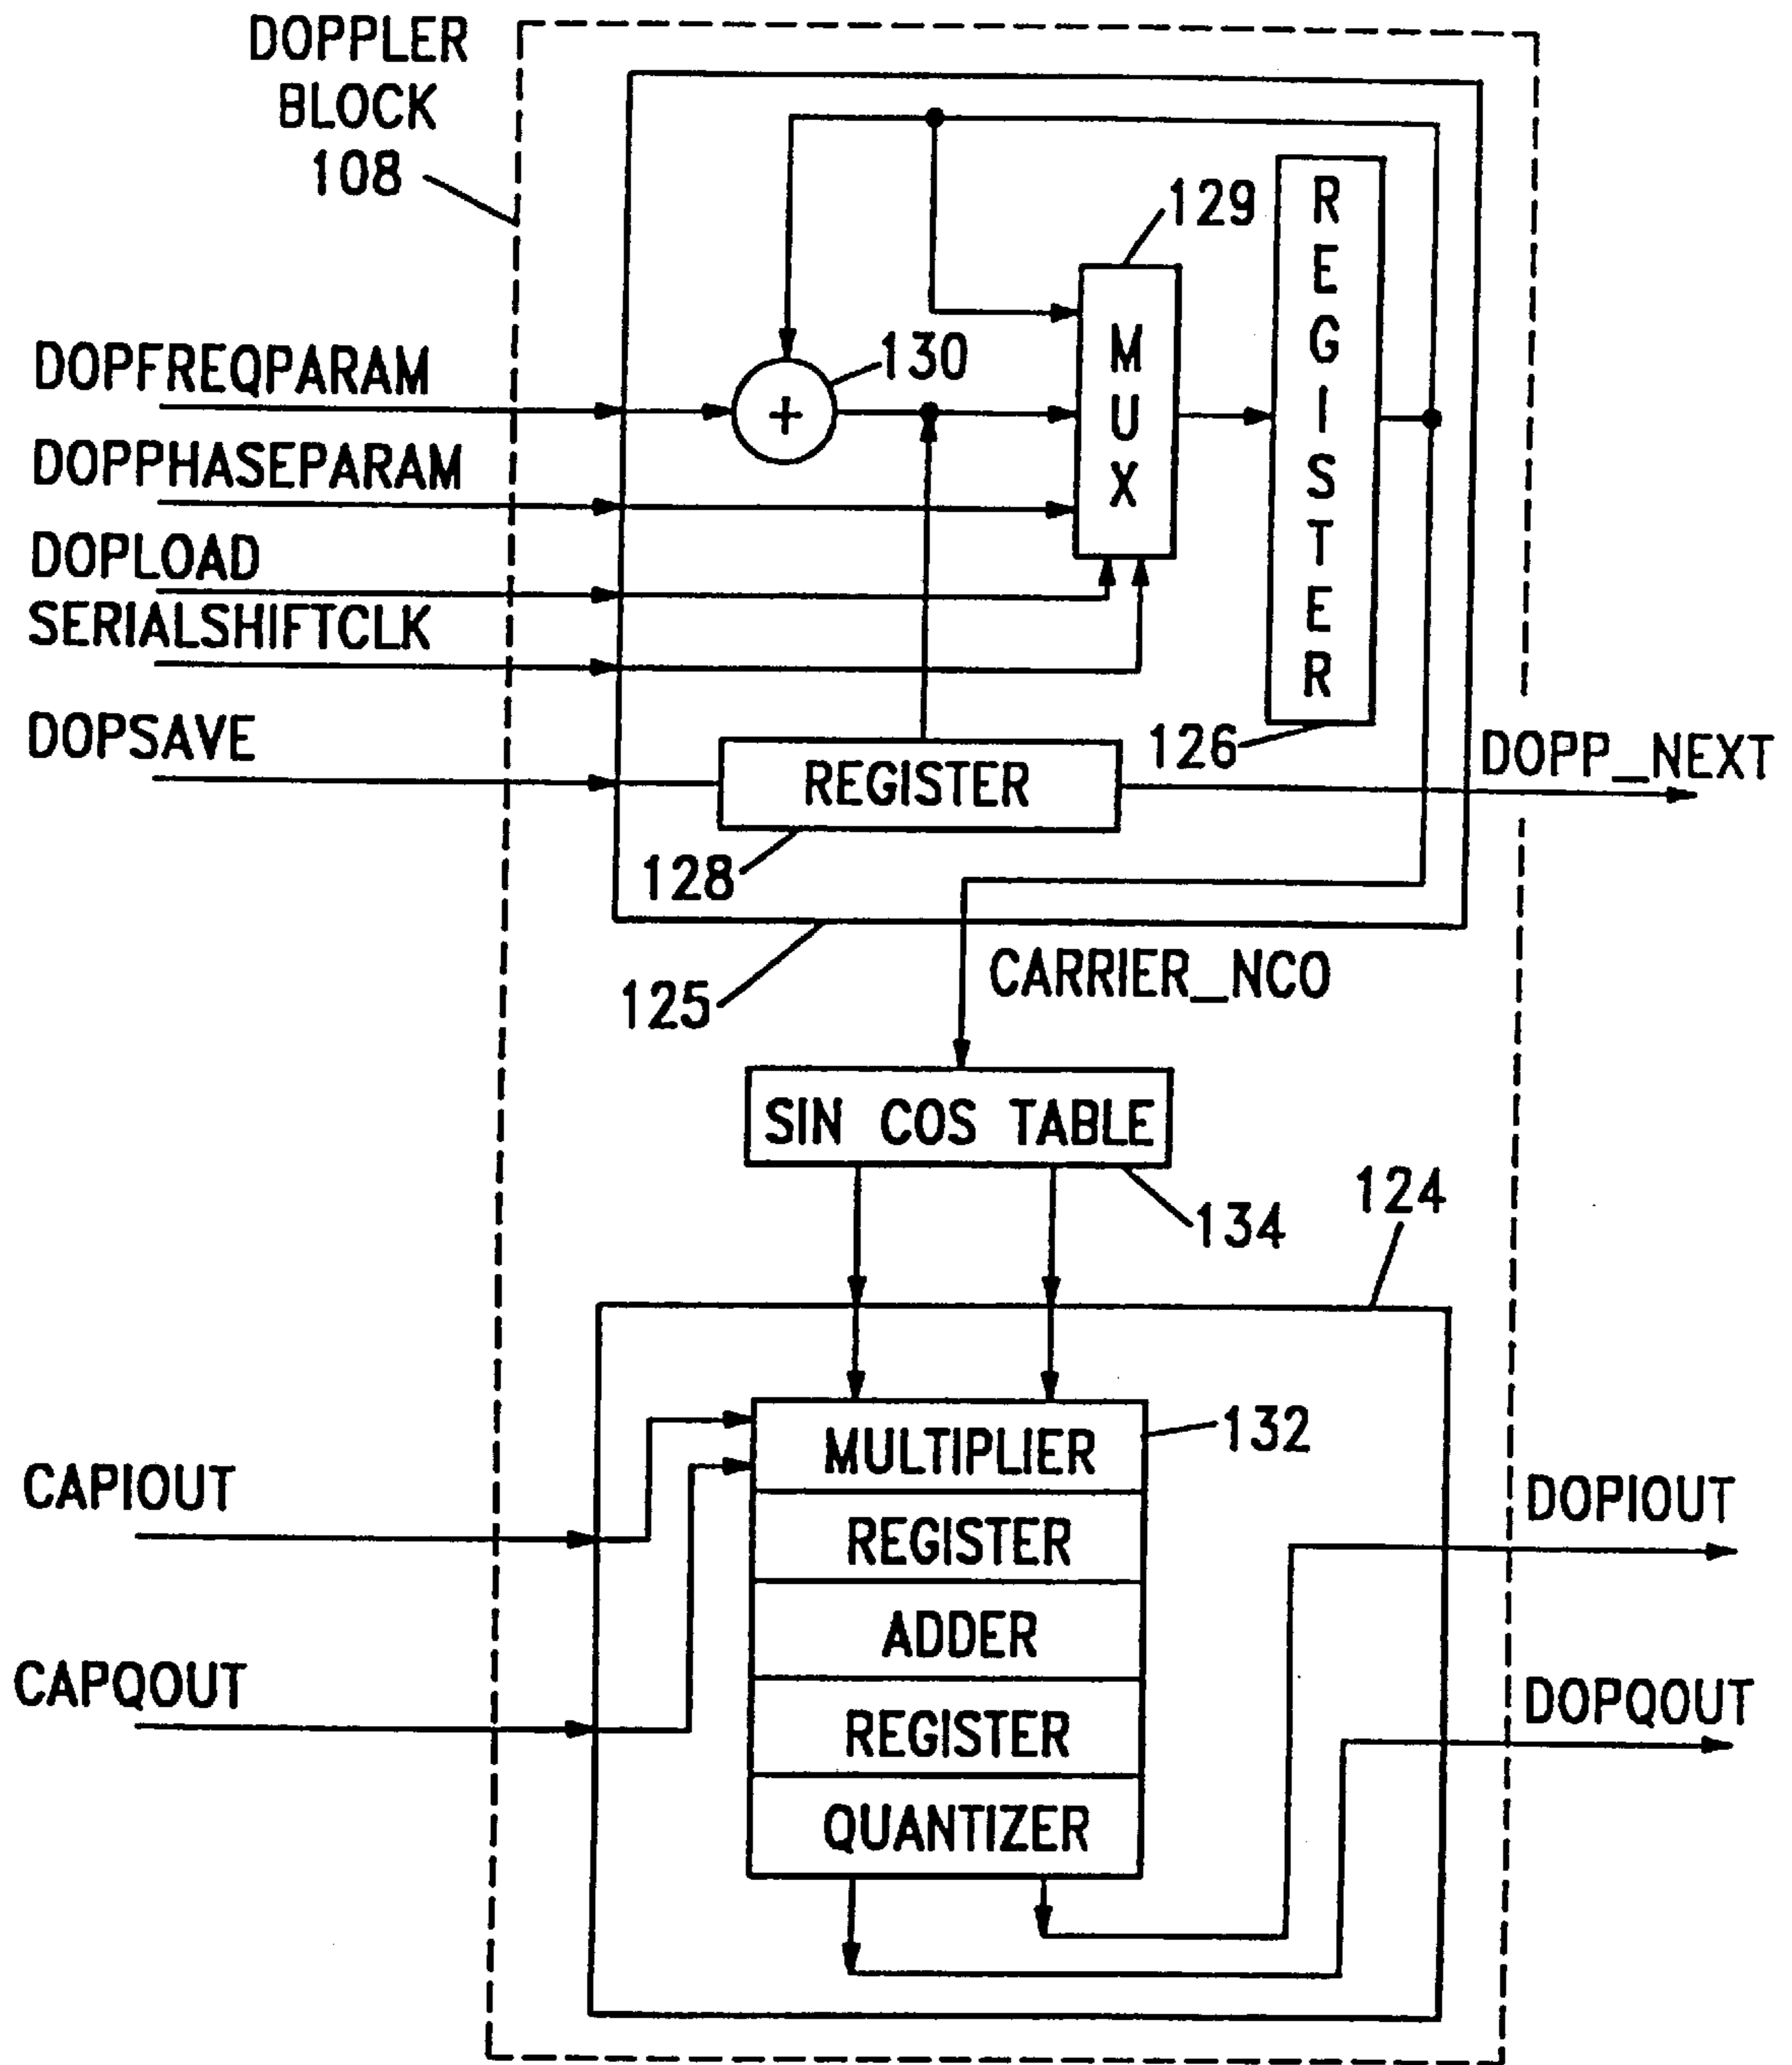 DOPPLER
BLOCK
108
129
REGISTER
MUX
130
DOPFREQPARAM
+
DOPPHASEPARAM
DOPLOAD
SERIALSHIFTCLK
DOPSAVE
REGISTER
126
DOPP_NEXT
128
125
CARRIER_NCO
SIN COS TABLE
134
124
132
MULTIPLIER
CAPIOUT
REGISTER
DOPIOUT
ADDER
CAPQOUT
REGISTER
DOPQOUT
QUANTIZER